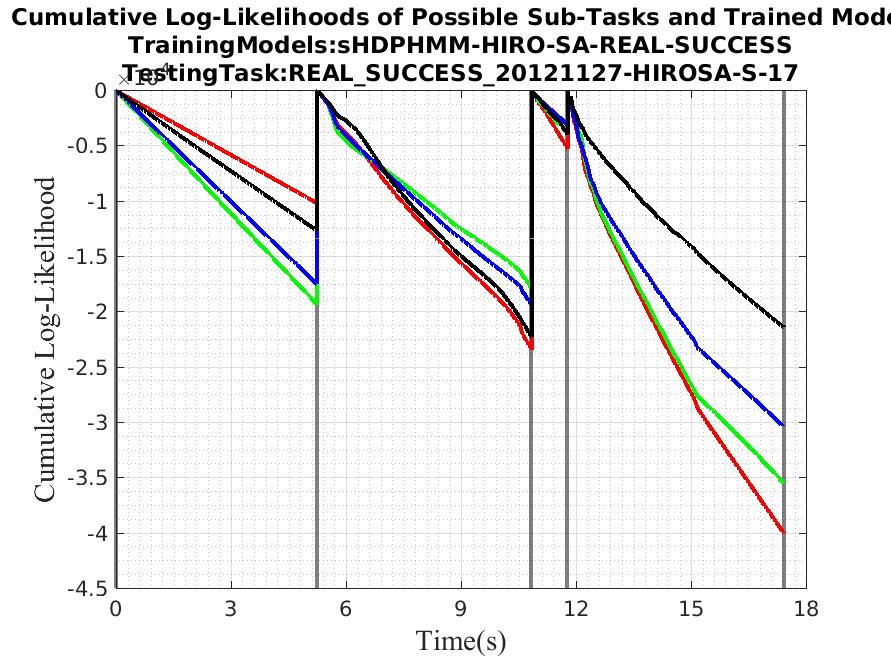 Cumulative Log-Likelihoods of Possible Sub-Tasks and Trained Mode
TrainingModels:sHDPHMM-HIRO-SA-REAL-SUCCESS
TestingTask:REAL_SUCCESS_20121127-HIROSA-S-17
×10⁴
0
-0.5
-1
-1.5
-2
-2.5
-3
-3.5
-4
-4.5
Cumulative Log-Likelihood
0 3 6 9 12 15 18
Time(s)